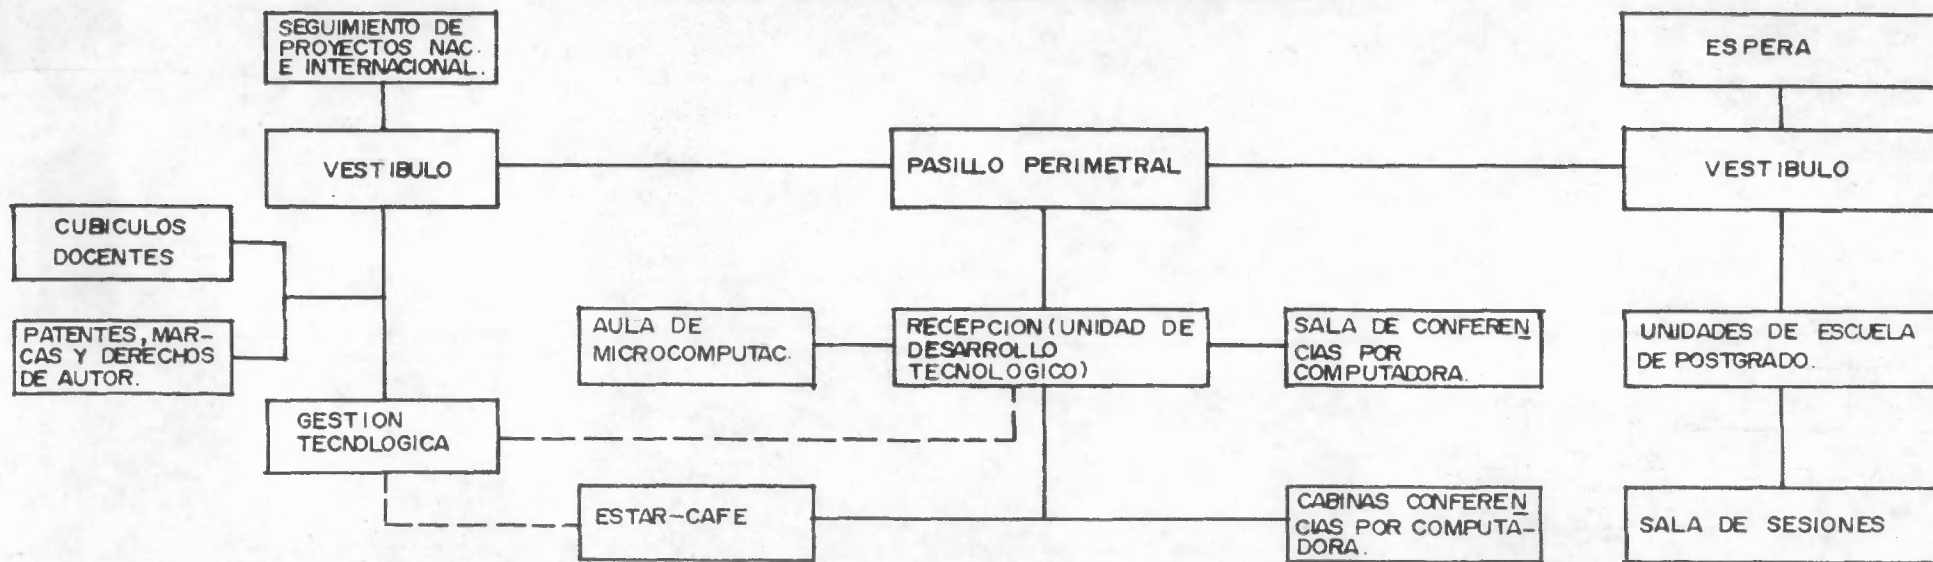 SEGUIMIENTO DE
PROYECTOS NAC.
E INTERNACIONAL.
ESPERA
VESTIBULO
PASILLO PERIMETRAL
VESTIBULO
CUBICULOS
DOCENTES
PATENTES, MAR-
CAS Y DERECHOS
DE AUTOR.
AULA DE
MICROCOMPUTAC.
RECEPCION (UNIDAD DE
DESARROLLO
TECNOLOGICO)
SALA DE CONFEREN
CIAS POR
COMPUTADORA.
UNIDADES DE ESCUELA
DE POSTGRADO.
GESTION
TECNOLOGICA
ESTAR-CAFE
CABINAS CONFEREN
CIAS POR COMPUTA-
DORA.
SALA DE SESIONES